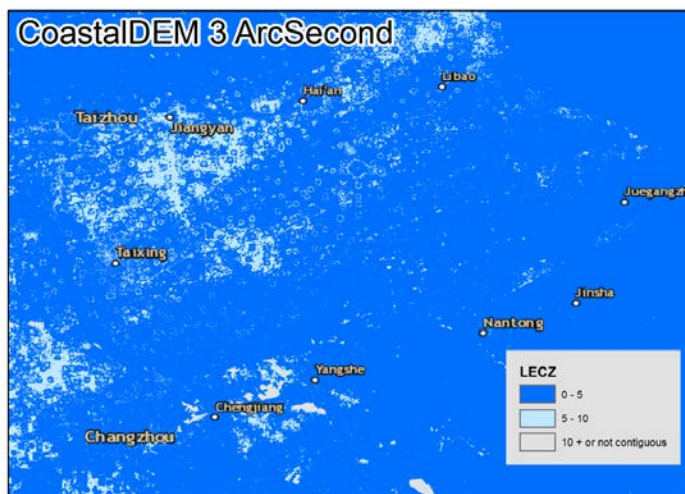 CoastalDEM 3 ArcSecond
Libao
Hai'an
Taizhou
Jiangyan
Juegangzh
Taixing
Jinsha
Nantong
Yangshe
Chengjiang
Changzhou
LECZ
0 - 5
5 - 10
10 + or not contiguous